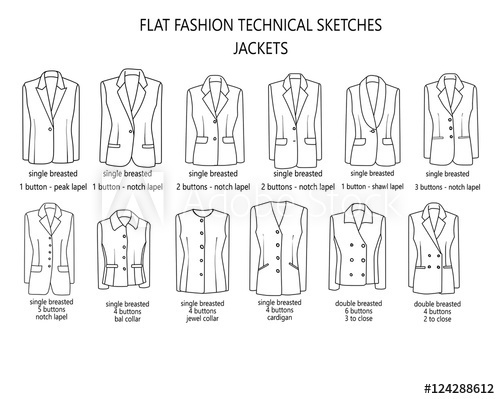 FLAT FASHION TECHNICAL SKETCHES
JACKETS
single breasted
1 button - peak lapel
single breasted
1 button - notch lapel
single breasted
2 buttons - notch lapel
single breasted
2 buttons - notch lapel
single breasted
1 button - shawl lapel
single breasted
3 buttons - notch lapel
single breasted
5 buttons
notch lapel
single breasted
4 buttons
bal collar
single breasted
4 buttons
jewel collar
single breasted
4 buttons
cardigan
double breasted
6 buttons
3 to close
double breasted
4 buttons
2 to close
#124288612